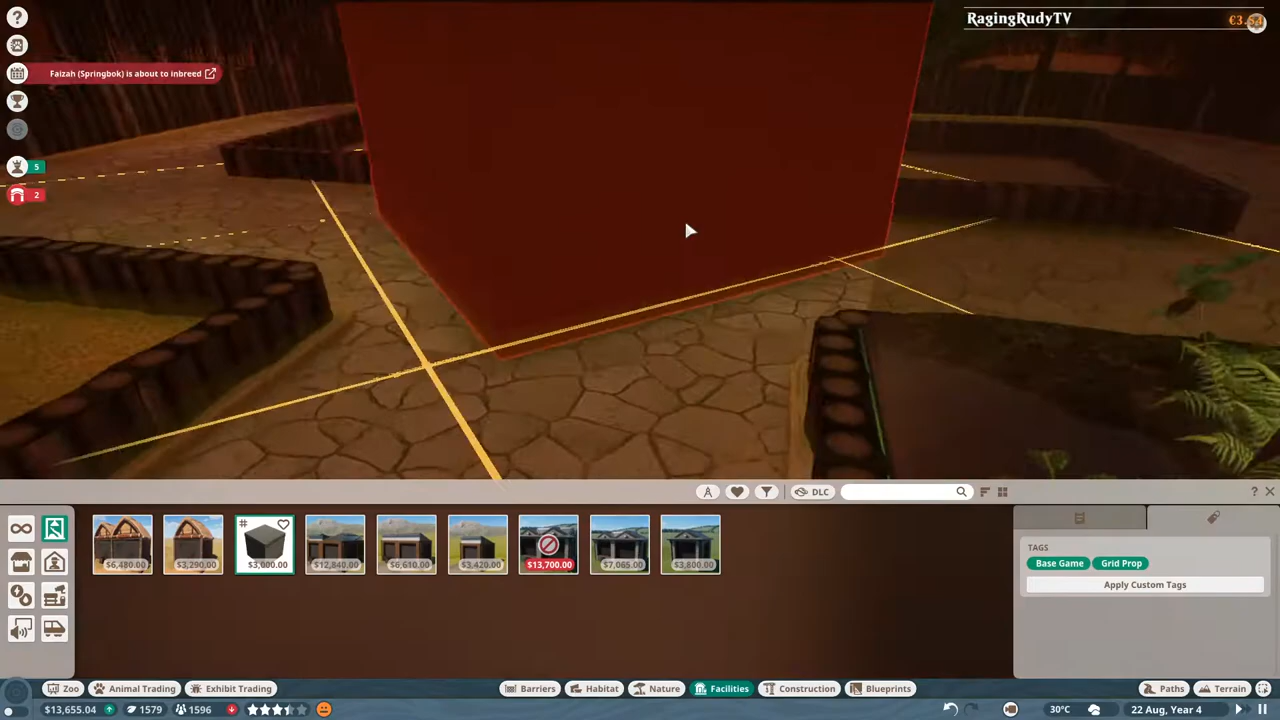 ?
RagingRudyTV
Faizah (Springbok) is about to inbreed
5
2
DLC
?
#
$6,480.00
$3,290.00
$3,000.00
$12,840.00
$6,610.00
$3,420.00
$13,700.00
$7,065.00
$3,800.00
TAGS
Base Game
Grid Prop
Apply Custom Tags
Zoo
Animal Trading
Exhibit Trading
Barriers
Habitat
Nature
Facilities
Construction
Blueprints
Paths
Terrain
$13,655.04
1579
1596
30°C
22 Aug, Year 4